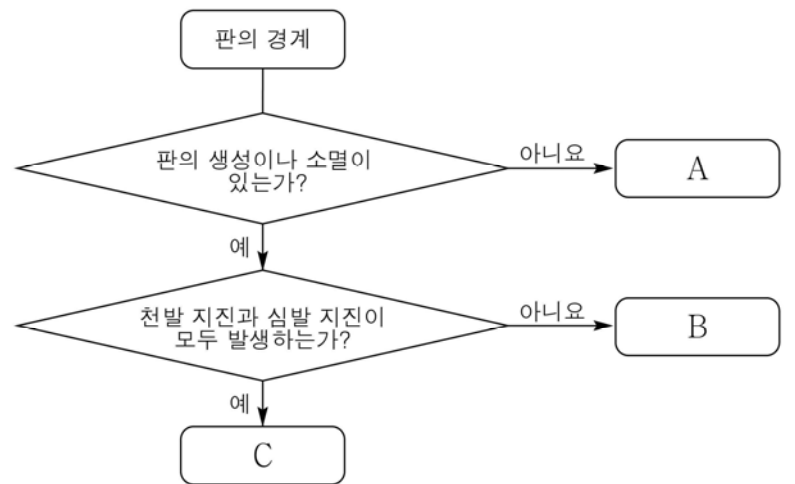 판의 경계
판의 생성이나 소멸이
있는가?
아니요
A
예
천발 지진과 심발 지진이
모두 발생하는가?
아니요
B
예
C